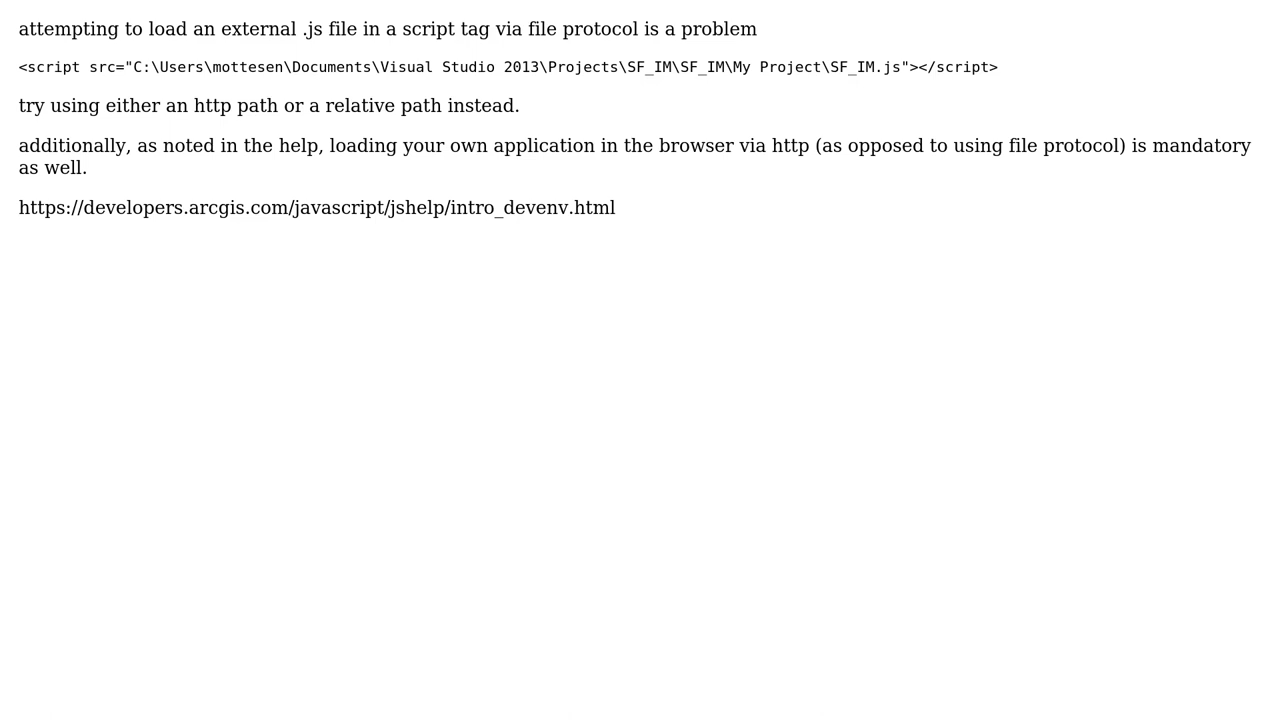 attempting to load an external .js file in a script tag via file protocol is a problem
<script src="C:\Users\mottesen\Documents\Visual Studio 2013\Projects\SF_IM\SF_IM\My Project\SF_IM.js"></script>
try using either an http path or a relative path instead.
additionally, as noted in the help, loading your own application in the browser via http (as opposed to using file protocol) is mandatory
as well.
https://developers.arcgis.com/javascript/jshelp/intro_devenv.html